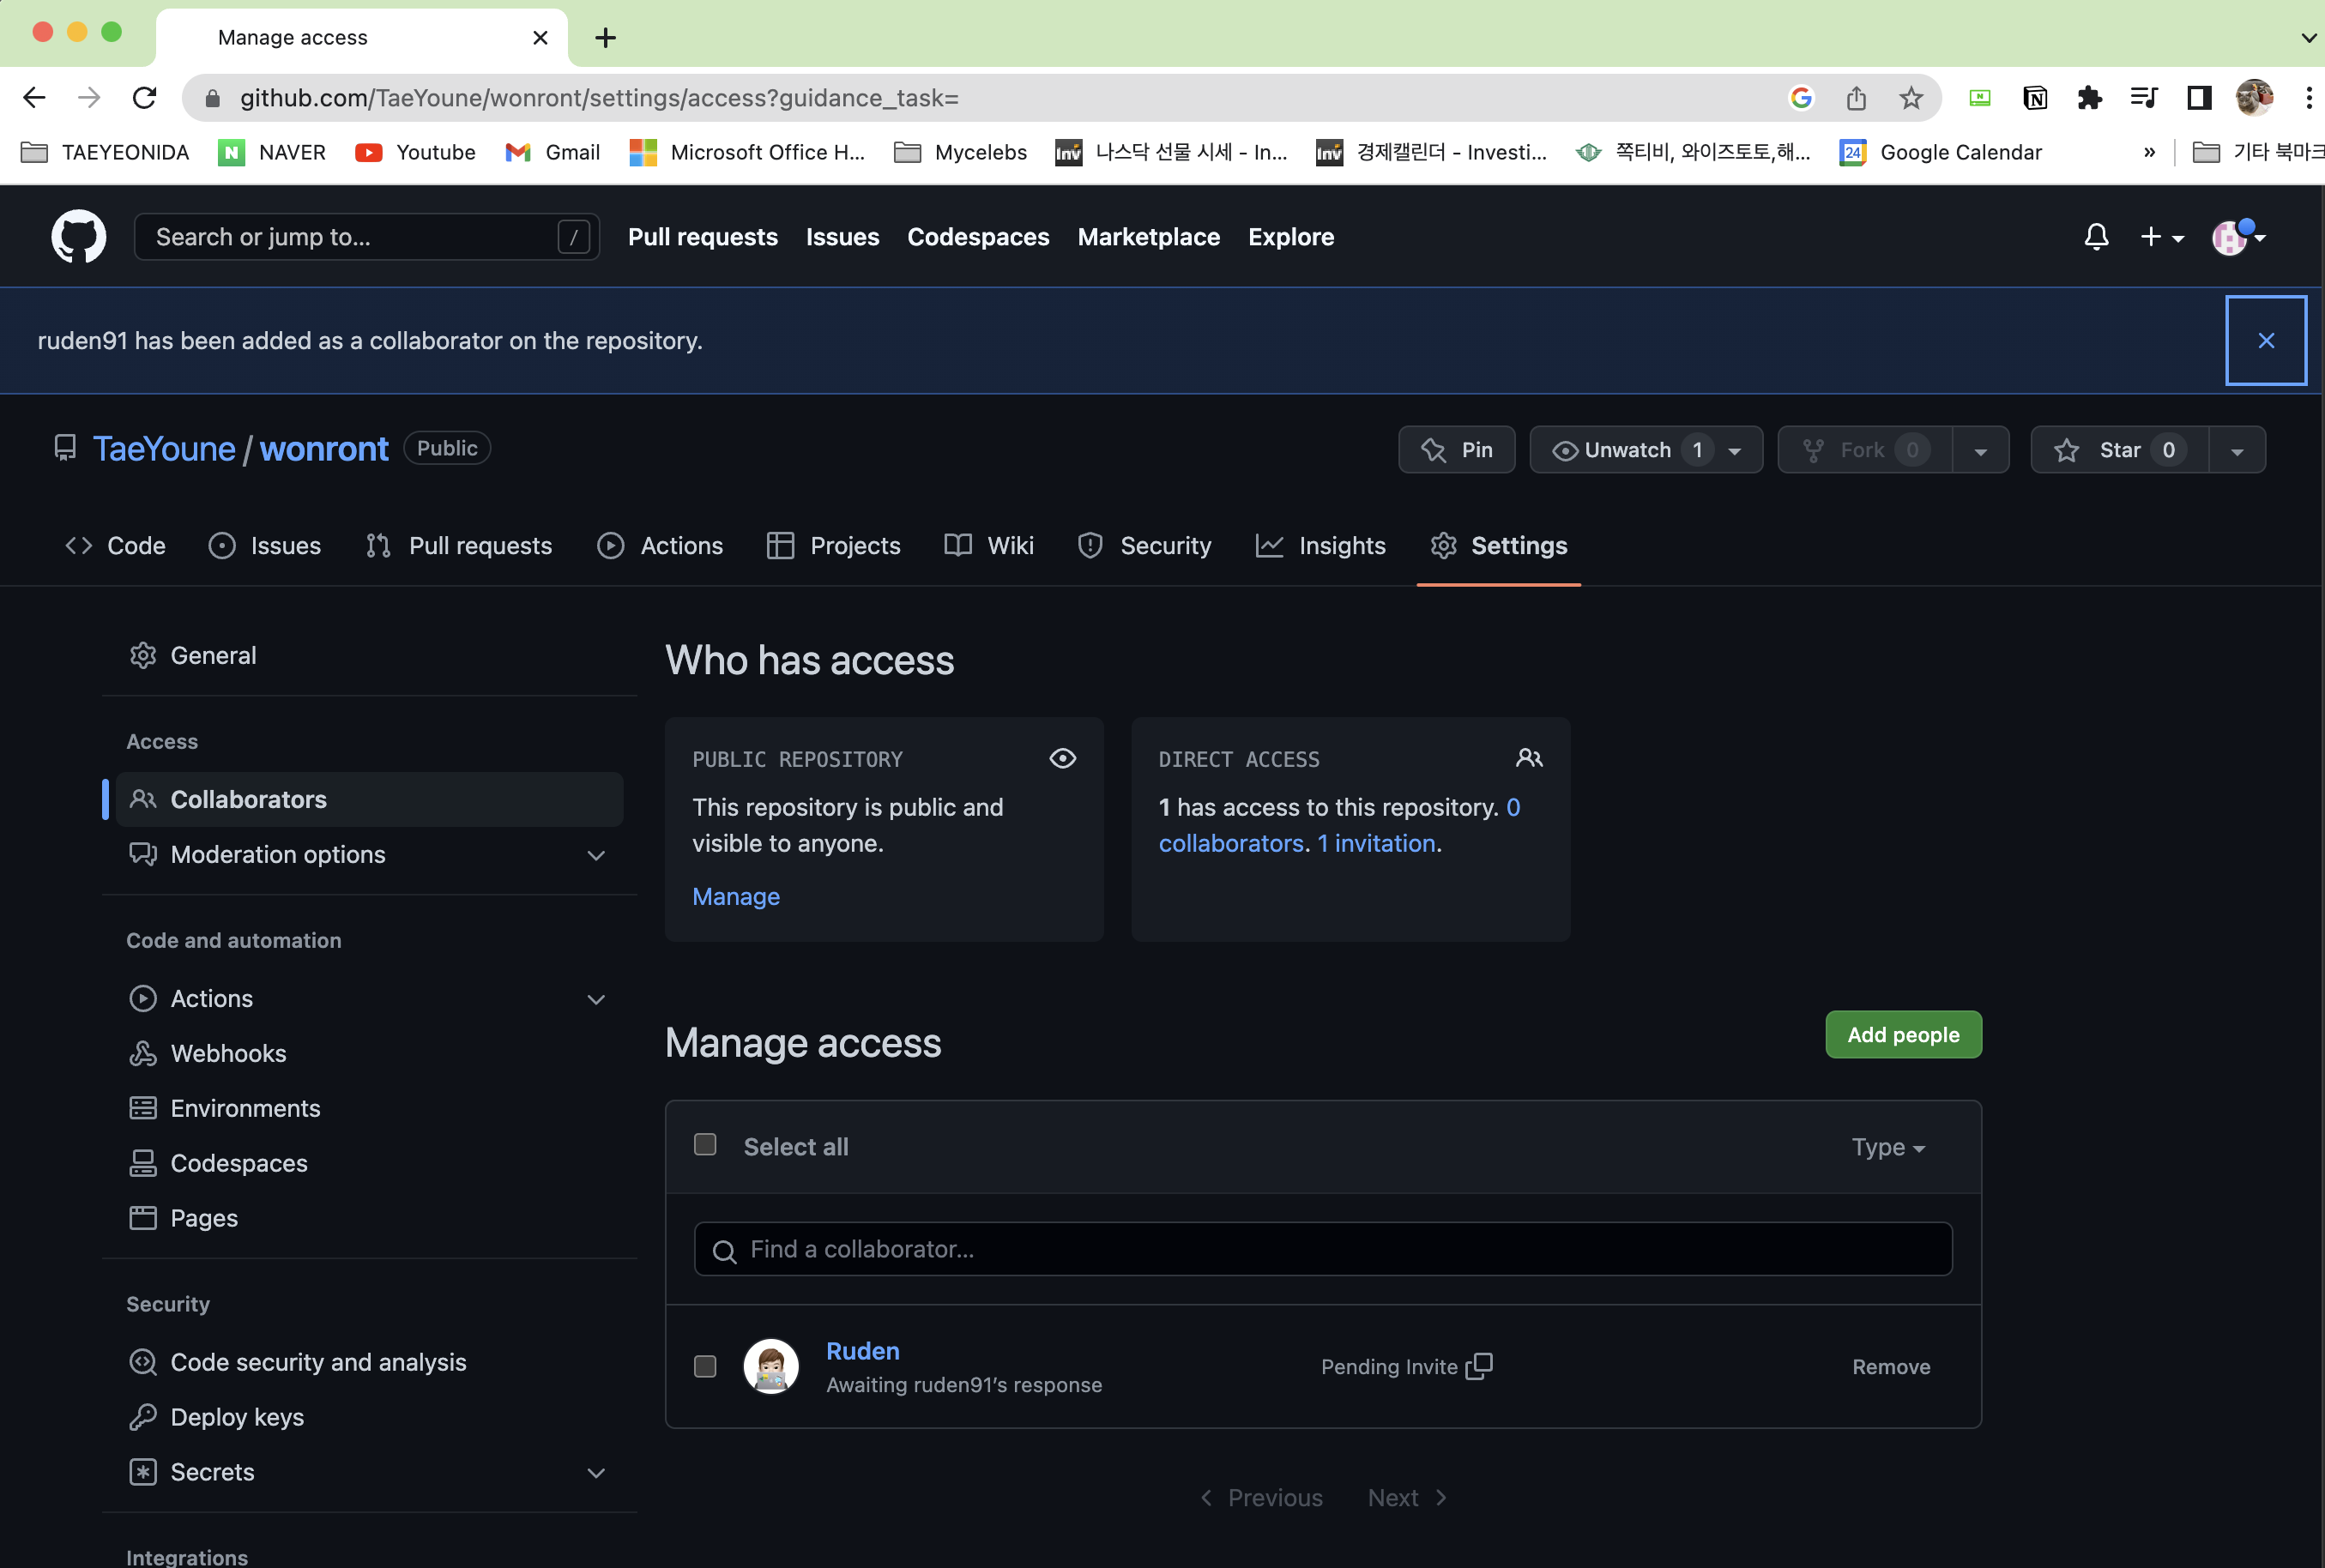 Manage access
github.com/TaeYoune/wonront/settings/access?guidance_task=
TAEYEONIDA NAVER Youtube Gmail Microsoft Office H... Mycelebs 나스닥 선물 시세 - In... 경제캘린더 - Investi... 쪽티비, 와이즈토토,해... 24 Google Calendar » 기타 북마크
Search or jump to... / Pull requests Issues Codespaces Marketplace Explore
ruden91 has been added as a collaborator on the repository.
TaeYoune / wonront Public Pin Unwatch 1 Fork 0 Star 0
Code Issues Pull requests Actions Projects Wiki Security Insights Settings
General
Access
Collaborators
Moderation options
Code and automation
Actions
Webhooks
Environments
Codespaces
Pages
Security
Code security and analysis
Deploy keys
Secrets
Integrations
Who has access
PUBLIC REPOSITORY
This repository is public and
visible to anyone.
Manage
DIRECT ACCESS
1 has access to this repository. 0
collaborators. 1 invitation.
Manage access
Add people
Select all Type
Find a collaborator...
Ruden
Awaiting ruden91's response
Pending Invite
Remove
Previous Next